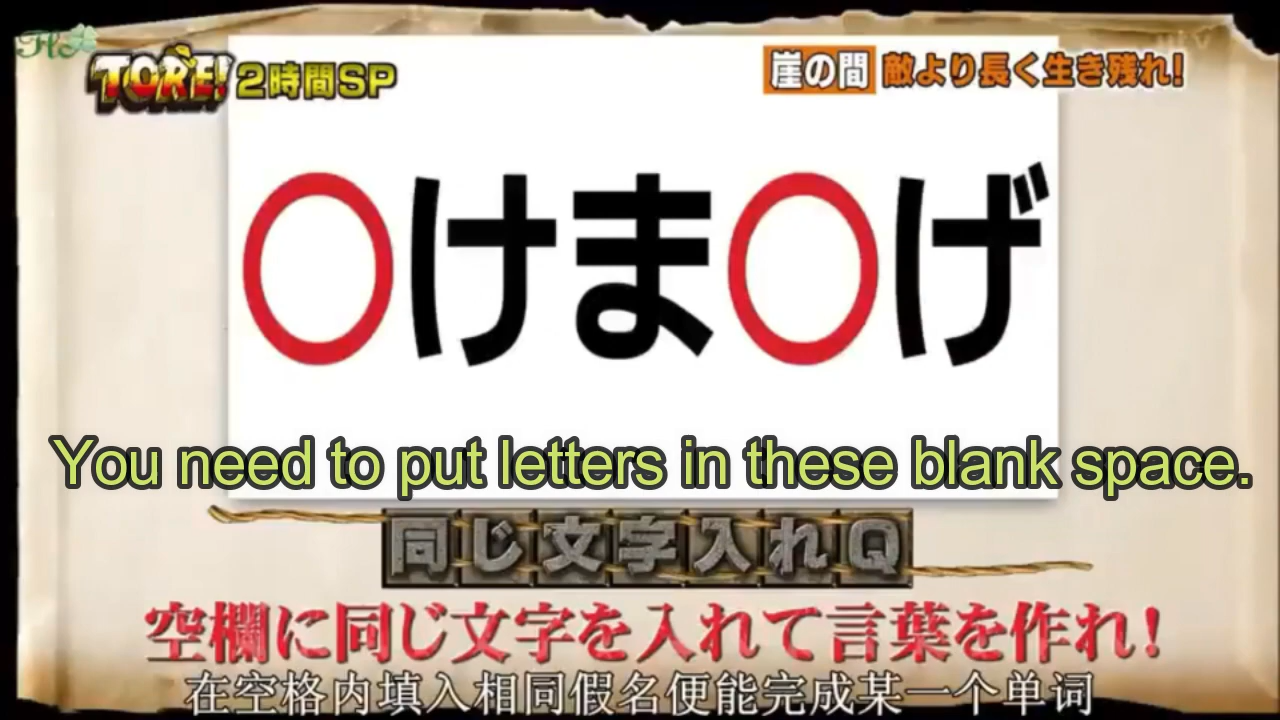 TORE! 2時間SP
崖の間 敵より長く生き残れ!
〇けま〇げ
You need to put letters in these blank space.
同じ文字入れQ
空欄に同じ文字を入れて言葉を作れ!
在空格内填入相同假名便能完成某一个单词